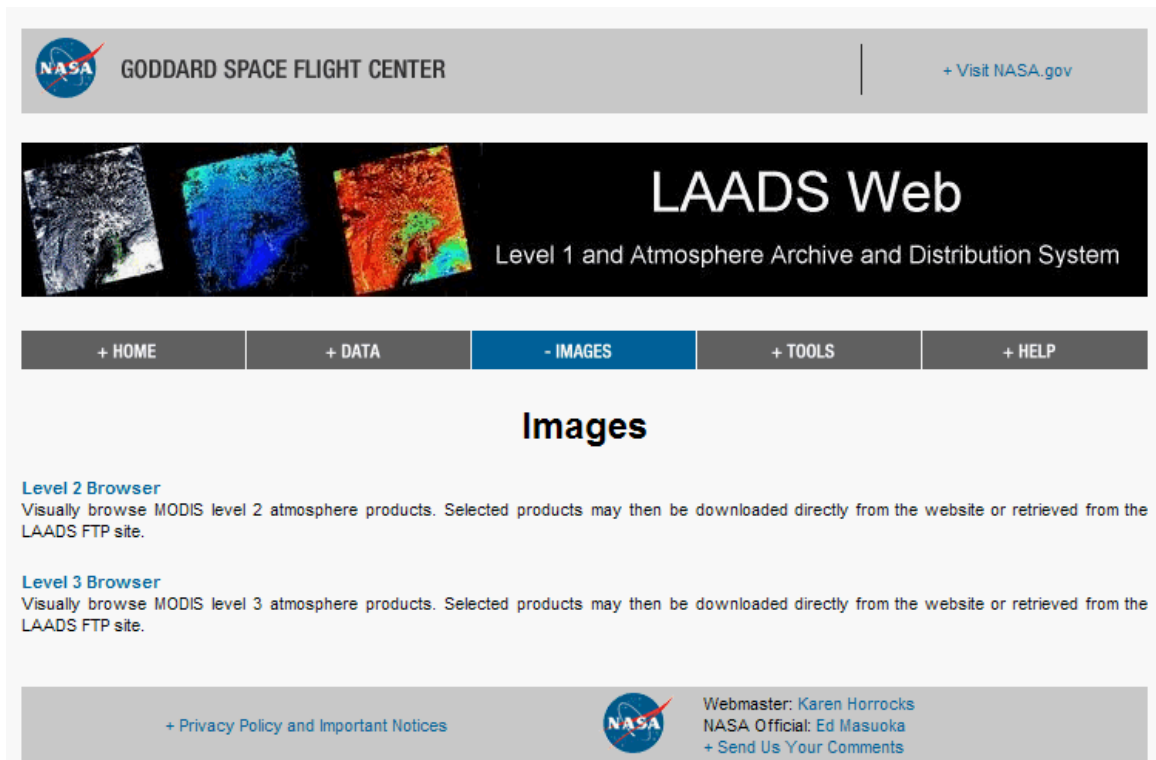 NASA
GODDARD SPACE FLIGHT CENTER
+ Visit NASA.gov
LAADS Web
Level 1 and Atmosphere Archive and Distribution System
+ HOME
+ DATA
- IMAGES
+ TOOLS
+ HELP
Images
Level 2 Browser
Visually browse MODIS level 2 atmosphere products. Selected products may then be downloaded directly from the website or retrieved from the
LAADS FTP site.
Level 3 Browser
Visually browse MODIS level 3 atmosphere products. Selected products may then be downloaded directly from the website or retrieved from the
LAADS FTP site.
+ Privacy Policy and Important Notices
NASA
Webmaster: Karen Horrocks
NASA Official: Ed Masuoka
+ Send Us Your Comments